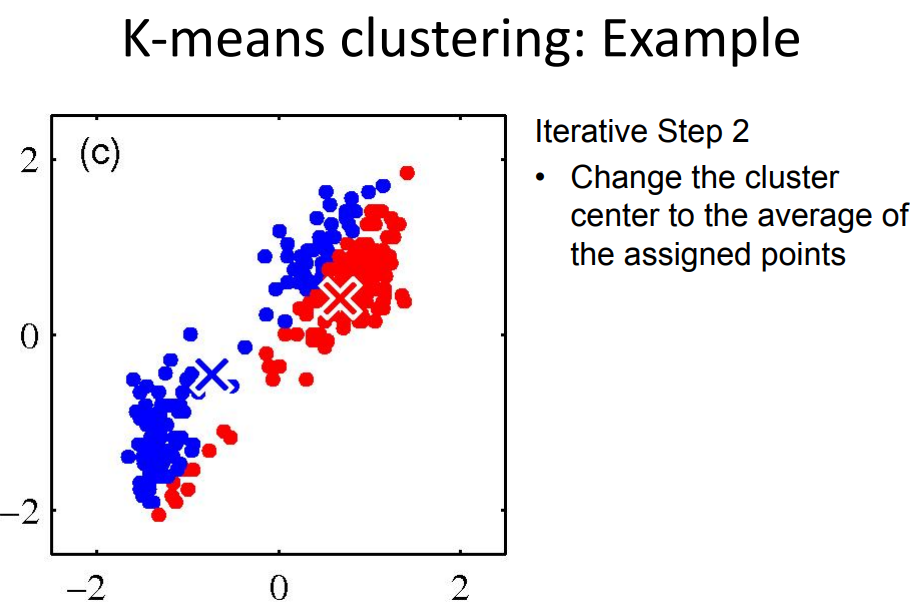 K-means clustering: Example
(c)
2
0
−2
−2
0
2
Iterative Step 2
• Change the cluster
center to the average of
the assigned points